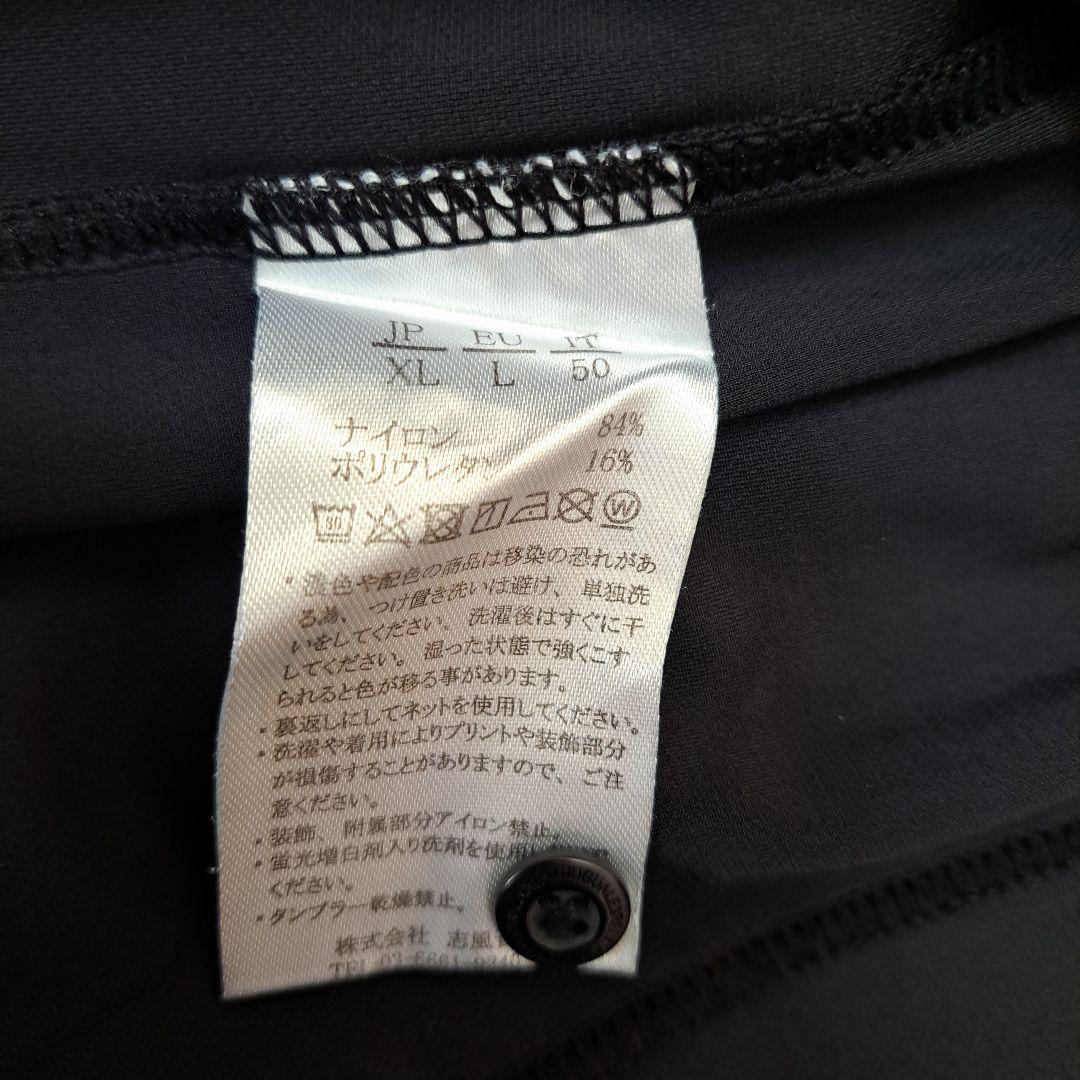 JP EU IT
XL L 50
ナイロン 84%
ポリウレタン 16%
30
W
・濃色や配色の商品は移染の恐れがあ
る為、つけ置き洗いは避け、単独洗
いをしてください。洗濯後はすぐに干
してください。湿った状態で強くこす
られると色が移る事があります。
・裏返しにしてネットを使用してください。
・洗濯や着用によりプリントや装飾部分
が損傷することがありますので、ご注
意ください。
・装飾、附属部分アイロン禁止。
・蛍光増白剤入り洗剤を使用し
ください。
・タンブラー乾燥禁止。
株式会社 志風
TEL 03-6661-